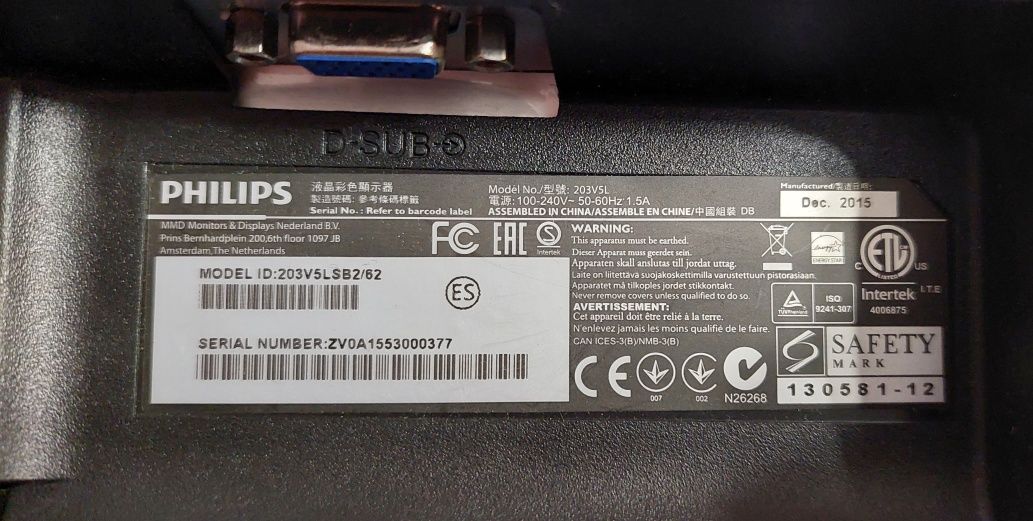 D-SUB
PHILIPS
液晶彩色顯示器
製造號碼: 參考條碼標籤
Serial No.: Refer to barcode label
Model No./型號: 203V5L
電源: 100-240V~ 50-60Hz 1.5A
ASSEMBLED IN CHINA/ASSEMBLE EN CHINE/中國組裝 DB
Manufactured/製造日期:
Dec. 2015
MMD Monitors & Displays Nederland B.V.
Prins Bernhardplein 200,6th floor 1097 JB
Amsterdam,The Netherlands
FC
EAC
S
Intertek
MODEL ID:203V5LSB2/62
ES
SERIAL NUMBER:ZV0A1553000377
WARNING:
This apparatus must be earthed.
Dieser Apparat muss geerdet sein.
Apparaten skall anslutas till jordat uttag.
Laite on liitettävä suojakoskettimilla varustettuun pistorasiaan.
Apparatet må tilkoples jordet stikkontakt.
Never remove covers unless qualified to do so.
AVERTISSEMENT:
Cet appareil doit être relié à la terre.
N'enlevez jamais les moins qualifié de le faire.
CAN ICES-3(B)/NMB-3(B)
CE
007
002
N26268
ENERGY STAR
C ETL US
LISTED
Intertek
I.T.E
4006875
TÜVRheinland
ISO
9241-307
S
SAFETY
MARK
130581-12